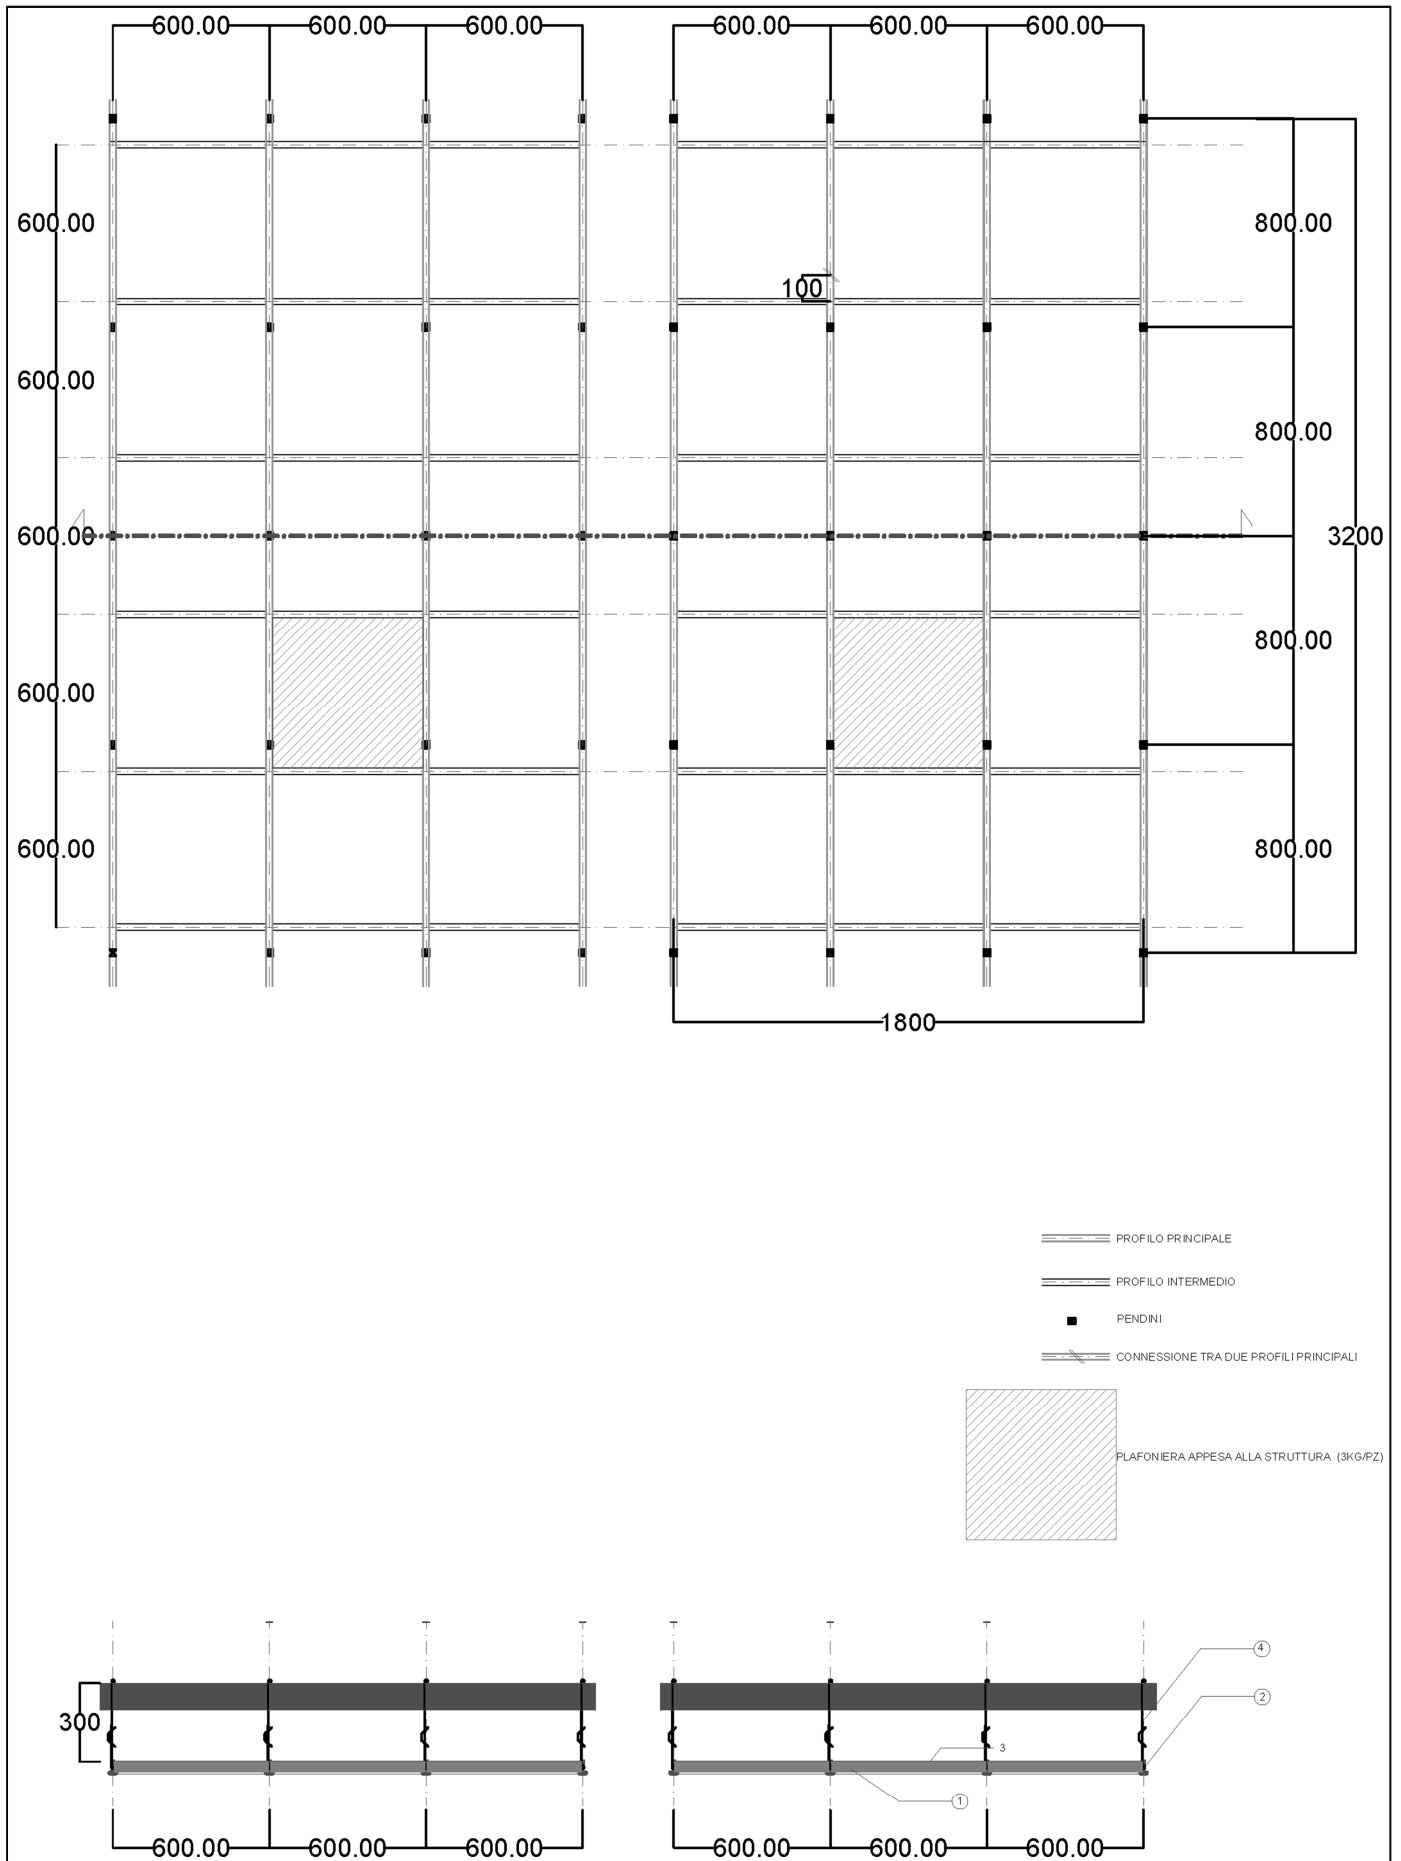 600.00 600.00 600.00 600.00 600.00 600.00
600.00 800.00
100
600.00 800.00
600.00 3200
600.00 800.00
600.00 800.00
1800
PROFILO PRINCIPALE
PROFILO INTERMEDIO
PENDINI
CONNESSIONE TRA DUE PROFILI PRINCIPALI
PLAFONIERA APPESA ALLA STRUTTURA (3KG/PZ)
4
2
300
3
1
600.00 600.00 600.00 600.00 600.00 600.00